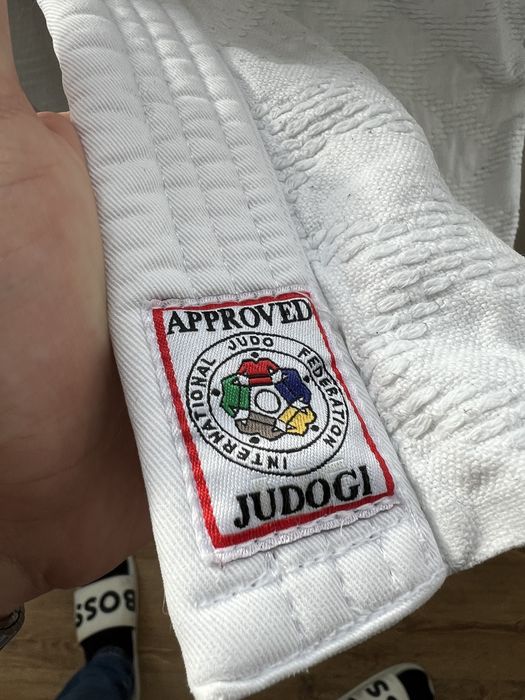 APPROVED
INTERNATIONAL JUDO FEDERATION
JUDOGI
BOSS